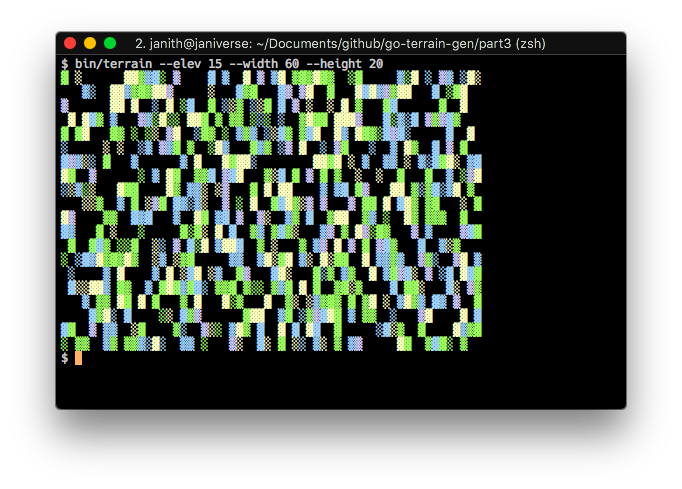 2. janith@janiverse: ~/Documents/github/go-terrain-gen/part3 (zsh)
$ bin/terrain --elev 15 --width 60 --height 20
$